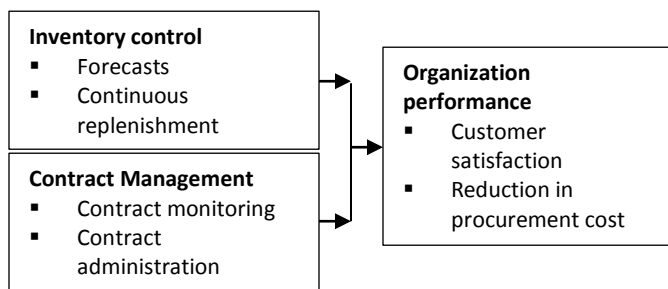 Inventory control
▪ Forecasts
▪ Continuous
replenishment
Contract Management
▪ Contract monitoring
▪ Contract
administration
Organization
performance
▪ Customer
satisfaction
▪ Reduction in
procurement cost